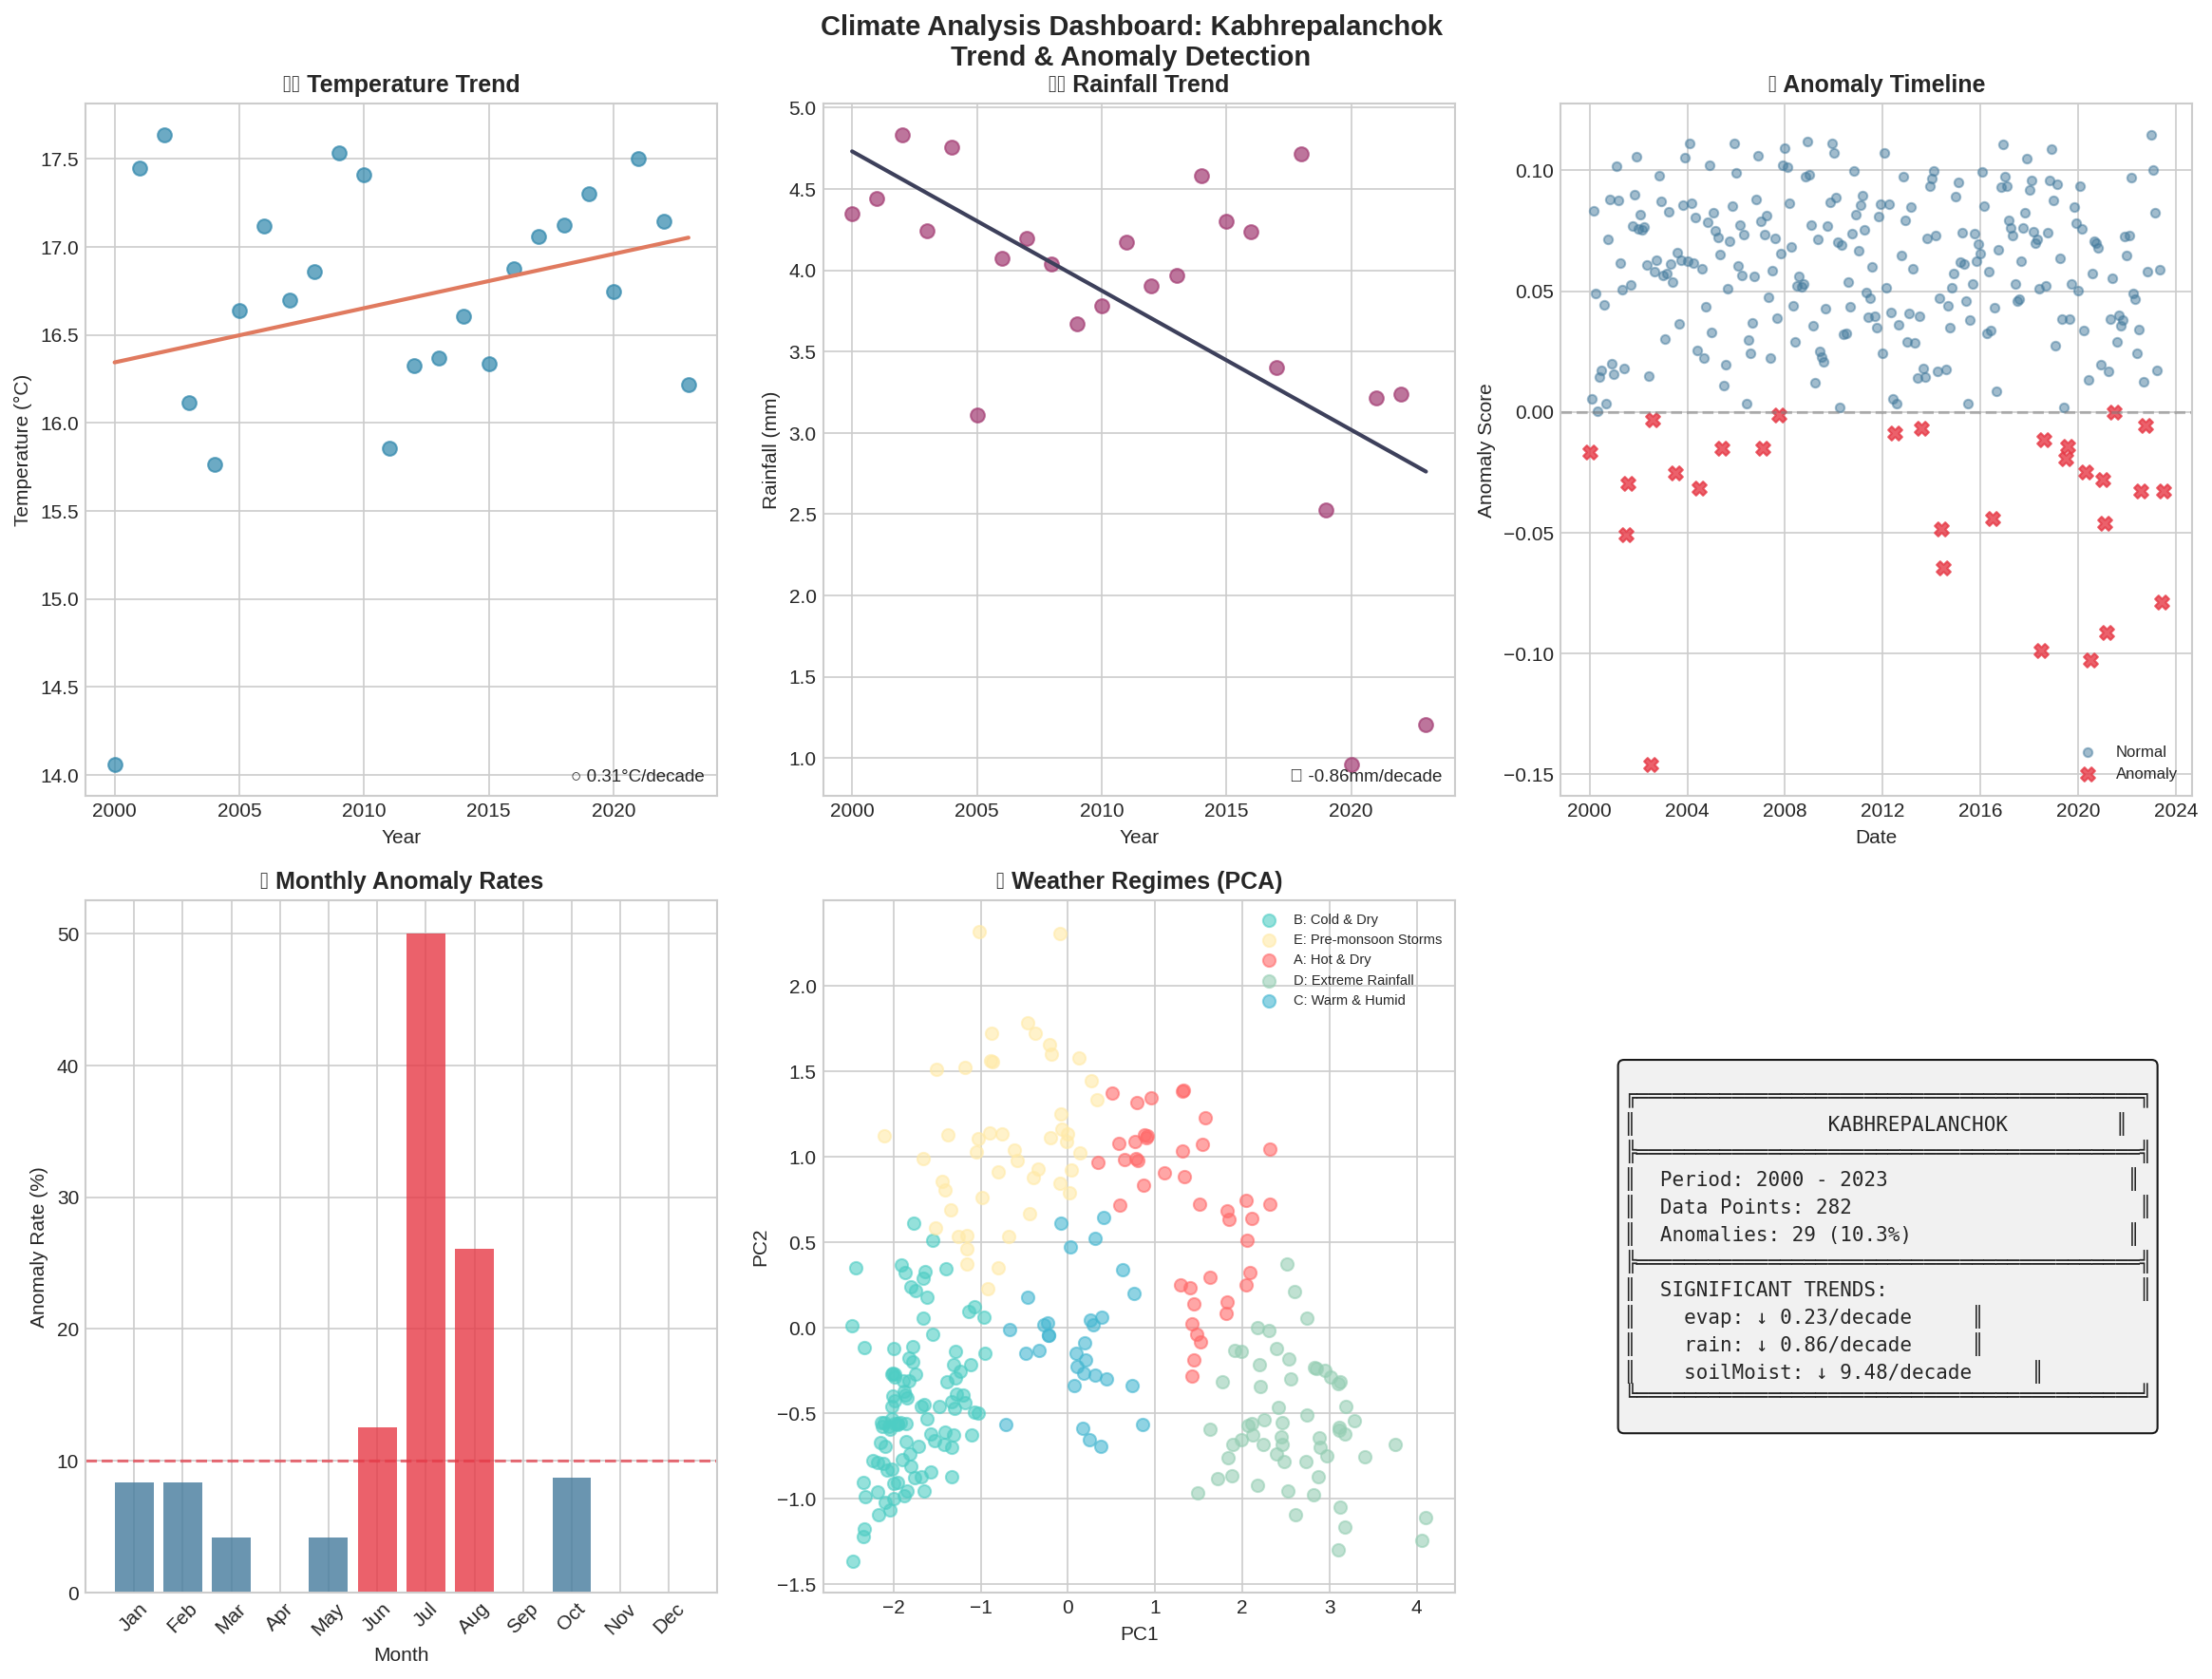 Climate Analysis Dashboard: Kabhrepalanchok
Trend & Anomaly Detection
Temperature Trend
Temperature (°C)
17.5
17.0
16.5
16.0
15.5
15.0
14.5
14.0
○ 0.31°C/decade
2000 2005 2010 2015 2020
Year
Rainfall Trend
Rainfall (mm)
5.0
4.5
4.0
3.5
3.0
2.5
2.0
1.5
1.0
-0.86mm/decade
2000 2005 2010 2015 2020
Year
Anomaly Timeline
Anomaly Score
0.10
0.05
0.00
−0.05
−0.10
−0.15
Normal
Anomaly
2000 2004 2008 2012 2016 2020 2024
Date
Monthly Anomaly Rates
Anomaly Rate (%)
50
40
30
20
10
0
Jan Feb Mar Apr May Jun Jul Aug Sep Oct Nov Dec
Month
Weather Regimes (PCA)
B: Cold & Dry
E: Pre-monsoon Storms
A: Hot & Dry
D: Extreme Rainfall
C: Warm & Humid
PC2
2.0
1.5
1.0
0.5
0.0
−0.5
−1.0
−1.5
−2 −1 0 1 2 3 4
PC1
KABHREPALANCHOK
Period: 2000 - 2023
Data Points: 282
Anomalies: 29 (10.3%)
SIGNIFICANT TRENDS:
evap: ↓ 0.23/decade
rain: ↓ 0.86/decade
soilMoist: ↓ 9.48/decade